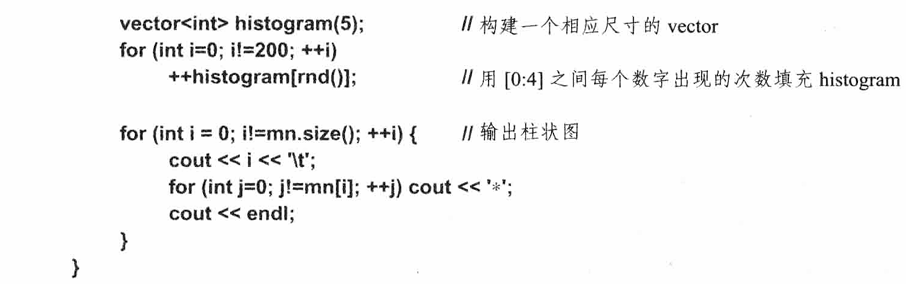 vector<int> histogram(5); // 构建一个相应尺寸的 vector
for (int i=0; i!=200; ++i)
++histogram[rnd()]; // 用 [0:4] 之间每个数字出现的次数填充 histogram
for (int i = 0; i!=mn.size(); ++i) { // 输出柱状图
cout << i << '\t';
for (int j=0; j!=mn[i]; ++j) cout << '*';
cout << endl;
}
}